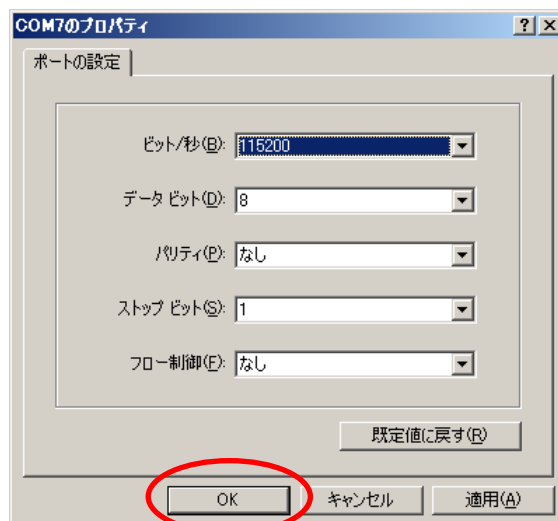 COM7のプロパティ
ポートの設定
ビット/秒(B): 115200
データ ビット(D): 8
パリティ(P): なし
ストップ ビット(S): 1
フロー制御(F): なし
既定値に戻す(R)
OK キャンセル 適用(A)